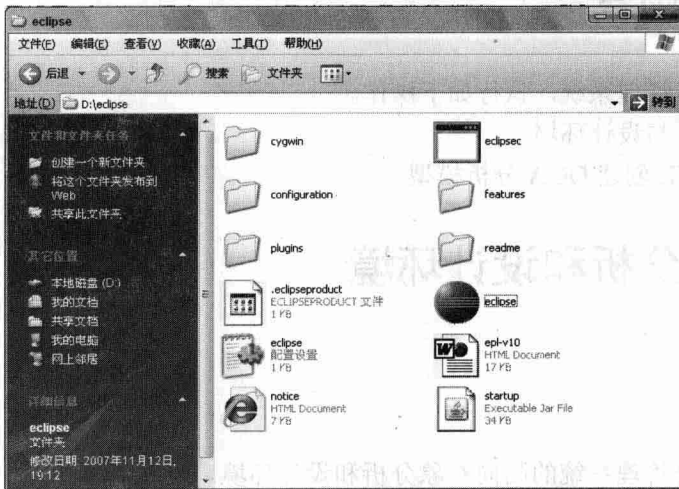 eclipse
文件(F) 编辑(E) 查看(V) 收藏(A) 工具(T) 帮助(H)
后退 搜索 文件夹
地址(D) D:\eclipse 转到
文件和文件夹任务
创建一个新文件夹
将这个文件夹发布到
Web
共享此文件夹
其它位置
本地磁盘 (D:)
我的文档
共享文档
我的电脑
网上邻居
详细信息
eclipse
文件夹
修改日期: 2007年11月12日,
19:12
cygwin
eclipsec
configuration
features
plugins
readme
.eclipseproduct
ECLIPSEPRODUCT 文件
1 KB
eclipse
eclipse
配置设置
1 KB
epl-v10
HTML Document
17 KB
notice
HTML Document
7 KB
startup
Executable Jar File
34 KB